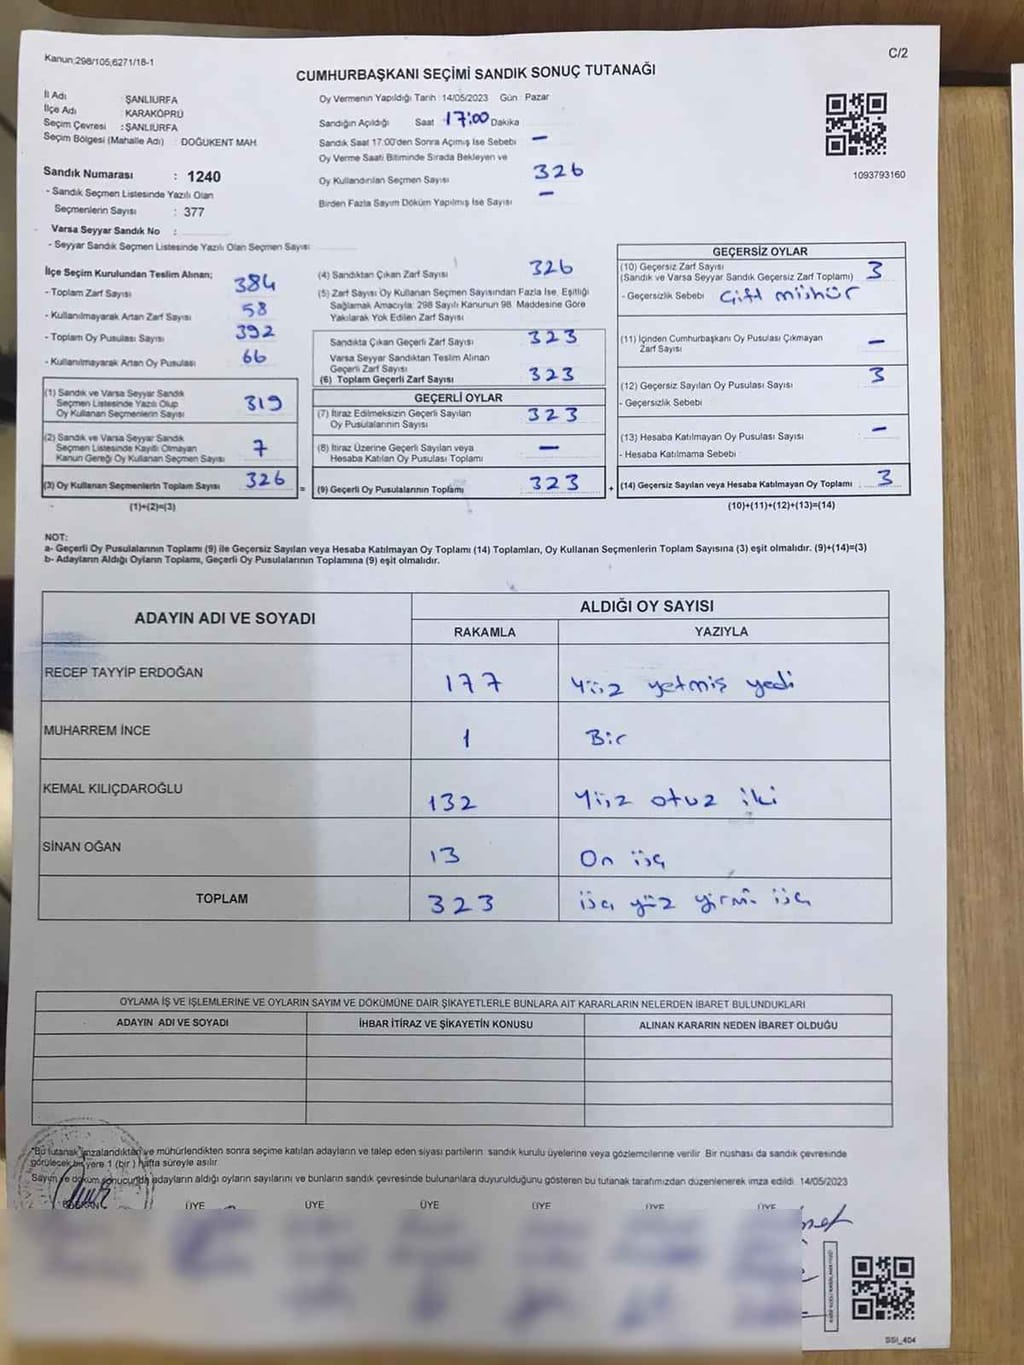 Kanun;298/105;6271/18-1
C/2
CUMHURBAŞKANI SEÇİMİ SANDIK SONUÇ TUTANAĞI
İl Adı : ŞANLIURFA
İlçe Adı : KARAKÖPRÜ
Seçim Çevresi : ŞANLIURFA
Seçim Bölgesi (Mahalle Adı) : DOĞUKENT MAH
Sandık Numarası : 1240
- Sandık Seçmen Listesinde Yazılı Olan
Seçmenlerin Sayısı : 377
Varsa Seyyar Sandık No :
- Seyyar Sandık Seçmen Listesinde Yazılı Olan Seçmen Sayısı
Oy Vermenin Yapıldığı Tarih 14/05/2023 Gün Pazar
Sandığın Açıldığı Saat 17:00 Dakika
Sandık Saat 17:00'den Sonra Açımış İse Sebebi —
Oy Verme Saati Bitiminde Sırada Bekleyen ve
Oy Kullandırılan Seçmen Sayısı 326
Birden Fazla Sayım Döküm Yapılmış İse Sayısı —
1093793160
İlçe Seçim Kurulundan Teslim Alınan;
- Toplam Zarf Sayısı 384
- Kullanılmayarak Artan Zarf Sayısı 58
- Toplam Oy Pusulası Sayısı 392
- Kullanılmayarak Artan Oy Pusulası 66
(1) Sandık ve Varsa Seyyar Sandık
Seçmen Listesinde Yazılı Olup
Oy Kullanan Seçmenlerin Sayısı 319
(2) Sandık ve Varsa Seyyar Sandık
Seçmen Listesinde Kayıtlı Olmayan
Kanun Gereği Oy Kullanan Seçmen Sayısı 7
(3) Oy Kullanan Seçmenlerin Toplam Sayısı 326 =
(1)+(2)=(3)
(4) Sandıktan Çıkan Zarf Sayısı 326
(5) Zarf Sayısı Oy Kullanan Seçmen Sayısından Fazla İse, Eşitliği
Sağlamak Amacıyla; 298 Sayılı Kanunun 98. Maddesine Göre
Yakılarak Yok Edilen Zarf Sayısı
Sandıkta Çıkan Geçerli Zarf Sayısı 323
Varsa Seyyar Sandıktan Teslim Alınan
Geçerli Zarf Sayısı
(6) Toplam Geçerli Zarf Sayısı 323
GEÇERLİ OYLAR
(7) İtiraz Edilmeksizin Geçerli Sayılan
Oy Pusulalarının Sayısı 323
(8) İtiraz Üzerine Geçerli Sayılan veya
Hesaba Katılan Oy Pusulası Toplamı —
(9) Geçerli Oy Pusulalarının Toplamı 323 +
GEÇERSİZ OYLAR
(10) Geçersiz Zarf Sayısı
(Sandık ve Varsa Seyyar Sandık Geçersiz Zarf Toplamı) 3
- Geçersizlik Sebebi Çift mühür
(11) İçinden Cumhurbaşkanı Oy Pusulası Çıkmayan
Zarf Sayısı —
(12) Geçersiz Sayılan Oy Pusulası Sayısı 3
- Geçersizlik Sebebi
(13) Hesaba Katılmayan Oy Pusulası Sayısı —
- Hesaba Katılmama Sebebi
(14) Geçersiz Sayılan veya Hesaba Katılmayan Oy Toplamı 3
(10)+(11)+(12)+(13)=(14)
NOT:
a- Geçerli Oy Pusulalarının Toplamı (9) ile Geçersiz Sayılan veya Hesaba Katılmayan Oy Toplamı (14) Toplamları, Oy Kullanan Seçmenlerin Toplam Sayısına (3) eşit olmalıdır. (9)+(14)=(3)
b- Adayların Aldığı Oyların Toplamı, Geçerli Oy Pusulalarının Toplamına (9) eşit olmalıdır.
ADAYIN ADI VE SOYADI ALDIĞI OY SAYISI
RAKAMLA YAZIYLA
RECEP TAYYİP ERDOĞAN 177 Yüz yetmiş yedi
MUHARREM İNCE 1 Bir
KEMAL KILIÇDAROĞLU 132 Yüz otuz iki
SİNAN OĞAN 13 On üç
TOPLAM 323 üç yüz yirmi üç
OYLAMA İŞ VE İŞLEMLERİNE VE OYLARIN SAYIM VE DÖKÜMÜNE DAİR ŞİKAYETLERLE BUNLARA AİT KARARLARIN NELERDEN İBARET BULUNDUKLARI
ADAYIN ADI VE SOYADI İHBAR İTİRAZ VE ŞİKAYETİN KONUSU ALINAN KARARIN NEDEN İBARET OLDUĞU
"Bu tutanak imzalandıktan ve mühürlendikten sonra seçime katılan adayların ve talep eden siyasi partilerin sandık kurulu üyelerine veya gözlemcilerine verilir. Bir nüshası da sandık çevresinde
görülecek bir yere 1 (bir ) hafta süreyle asılır.
Sayım ve döküm sonucunda adayların aldığı oyların sayılarını ve bunların sandık çevresinde bulunanlara duyurulduğunu gösteren bu tutanak tarafımızdan düzenlenerek imza edildi. 14/05/2023
BAŞKAN ÜYE ÜYE ÜYE ÜYE ÜYE ÜYE
SSİ_404